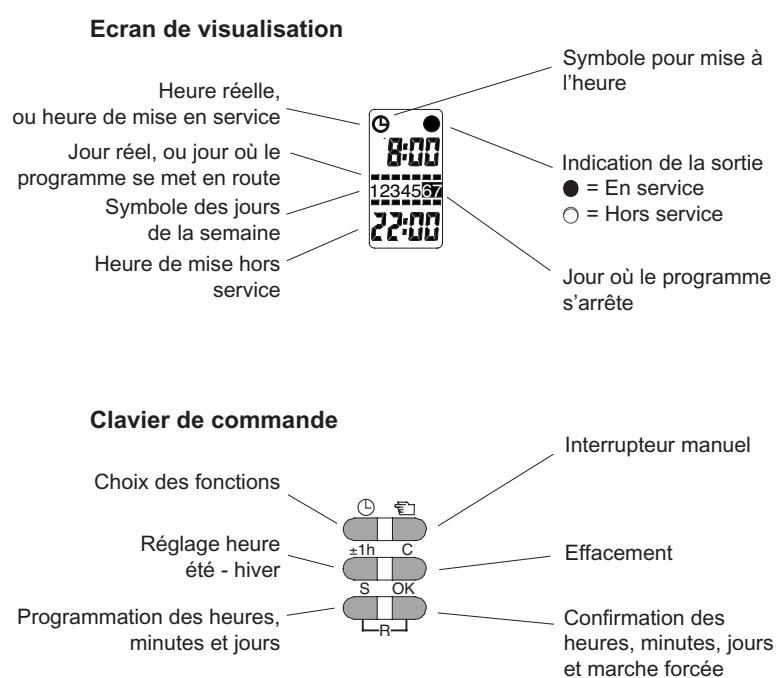 Ecran de visualisation
Symbole pour mise à
l'heure
Heure réelle,
ou heure de mise en service
Jour réel, ou jour où le
programme se met en route
Symbole des jours
de la semaine
Heure de mise hors
service
8:00
1234567
22:00
Indication de la sortie
● = En service
○ = Hors service
Jour où le programme
s'arrête
Clavier de commande
Interrupteur manuel
Choix des fonctions
Réglage heure
été - hiver
Programmation des heures,
minutes et jours
±1h C
S OK
R
Effacement
Confirmation des
heures, minutes, jours
et marche forcée